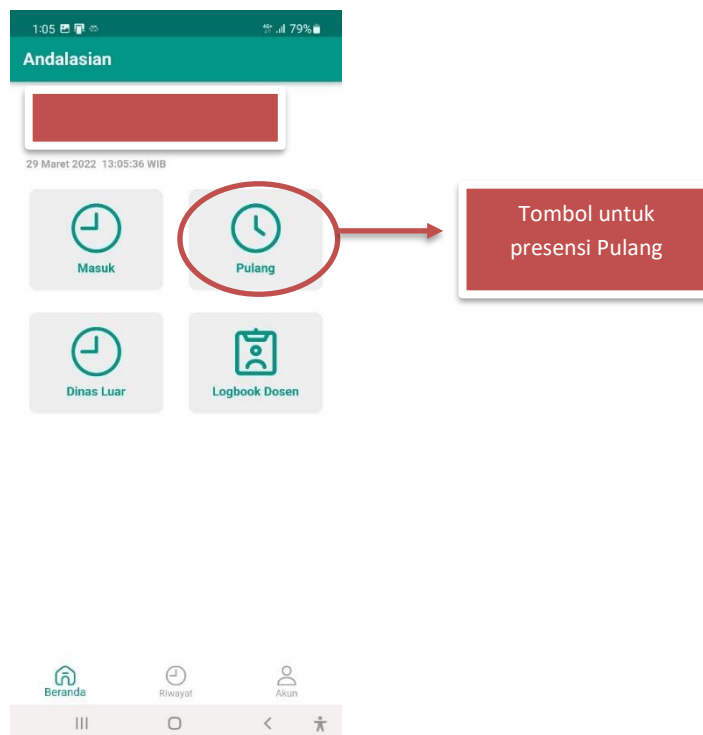 1:05 79%
Andalasian
29 Maret 2022 13:05:36 WIB
Masuk Pulang
Tombol untuk
presensi Pulang
Dinas Luar Logbook Dosen
Beranda Riwayat Akun